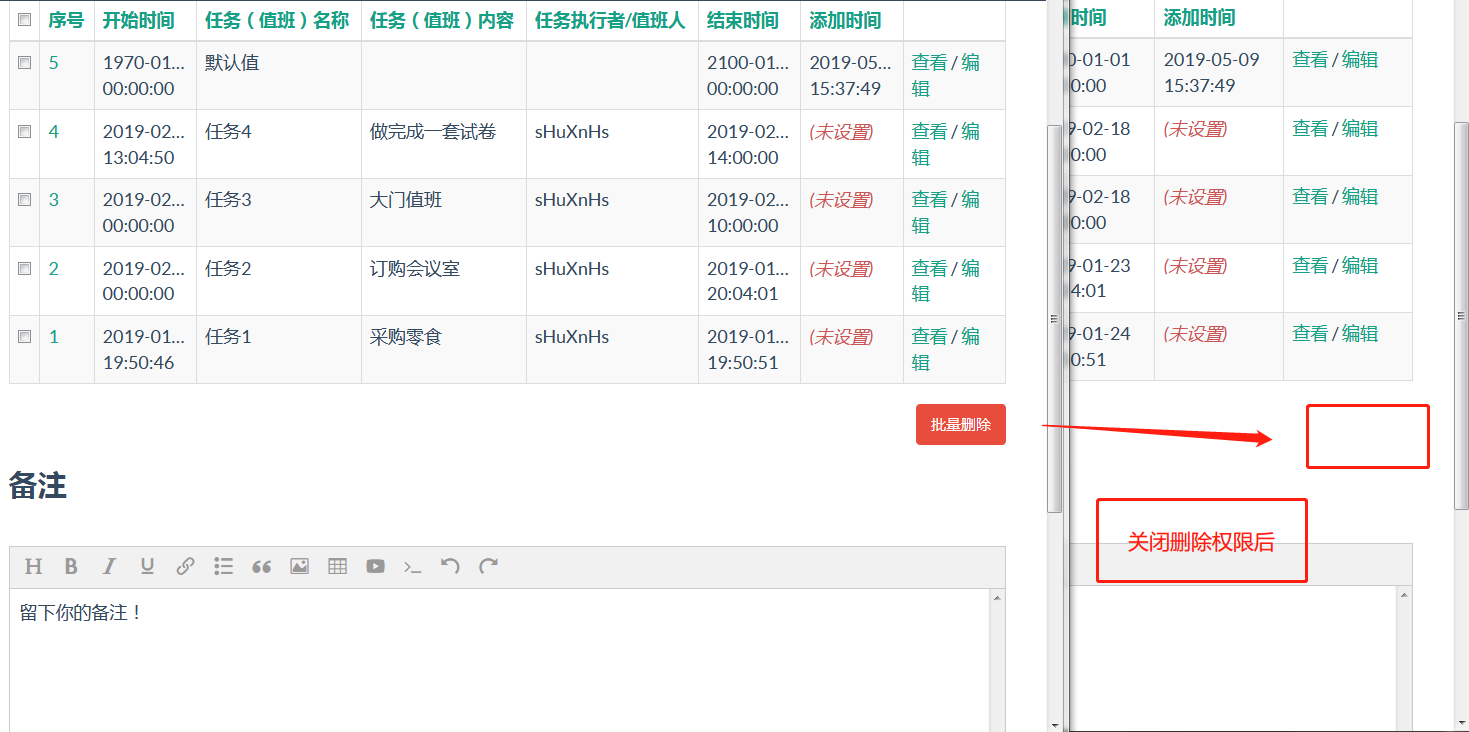 序号 开始时间 任务（值班）名称 任务（值班）内容 任务执行者/值班人 结束时间 添加时间
5 1970-01... 默认值 2100-01... 2019-05... 查看 / 编
00:00:00 00:00:00 15:37:49 辑
4 2019-02... 任务4 做完成一套试卷 sHuXnHs 2019-02... (未设置) 查看 / 编
13:04:50 14:00:00 辑
3 2019-02... 任务3 大门值班 sHuXnHs 2019-02... (未设置) 查看 / 编
00:00:00 10:00:00 辑
2 2019-02... 任务2 订购会议室 sHuXnHs 2019-01... (未设置) 查看 / 编
00:00:00 20:04:01 辑
1 2019-01... 任务1 采购零食 sHuXnHs 2019-01... (未设置) 查看 / 编
19:50:46 19:50:51 辑
批量删除
备注
H B I U
留下你的备注！
时间 添加时间
0-01-01 2019-05-09 查看 / 编辑
0:00 15:37:49
9-02-18 (未设置) 查看 / 编辑
0:00
9-02-18 (未设置) 查看 / 编辑
0:00
9-01-23 (未设置) 查看 / 编辑
4:01
9-01-24 (未设置) 查看 / 编辑
0:51
关闭删除权限后